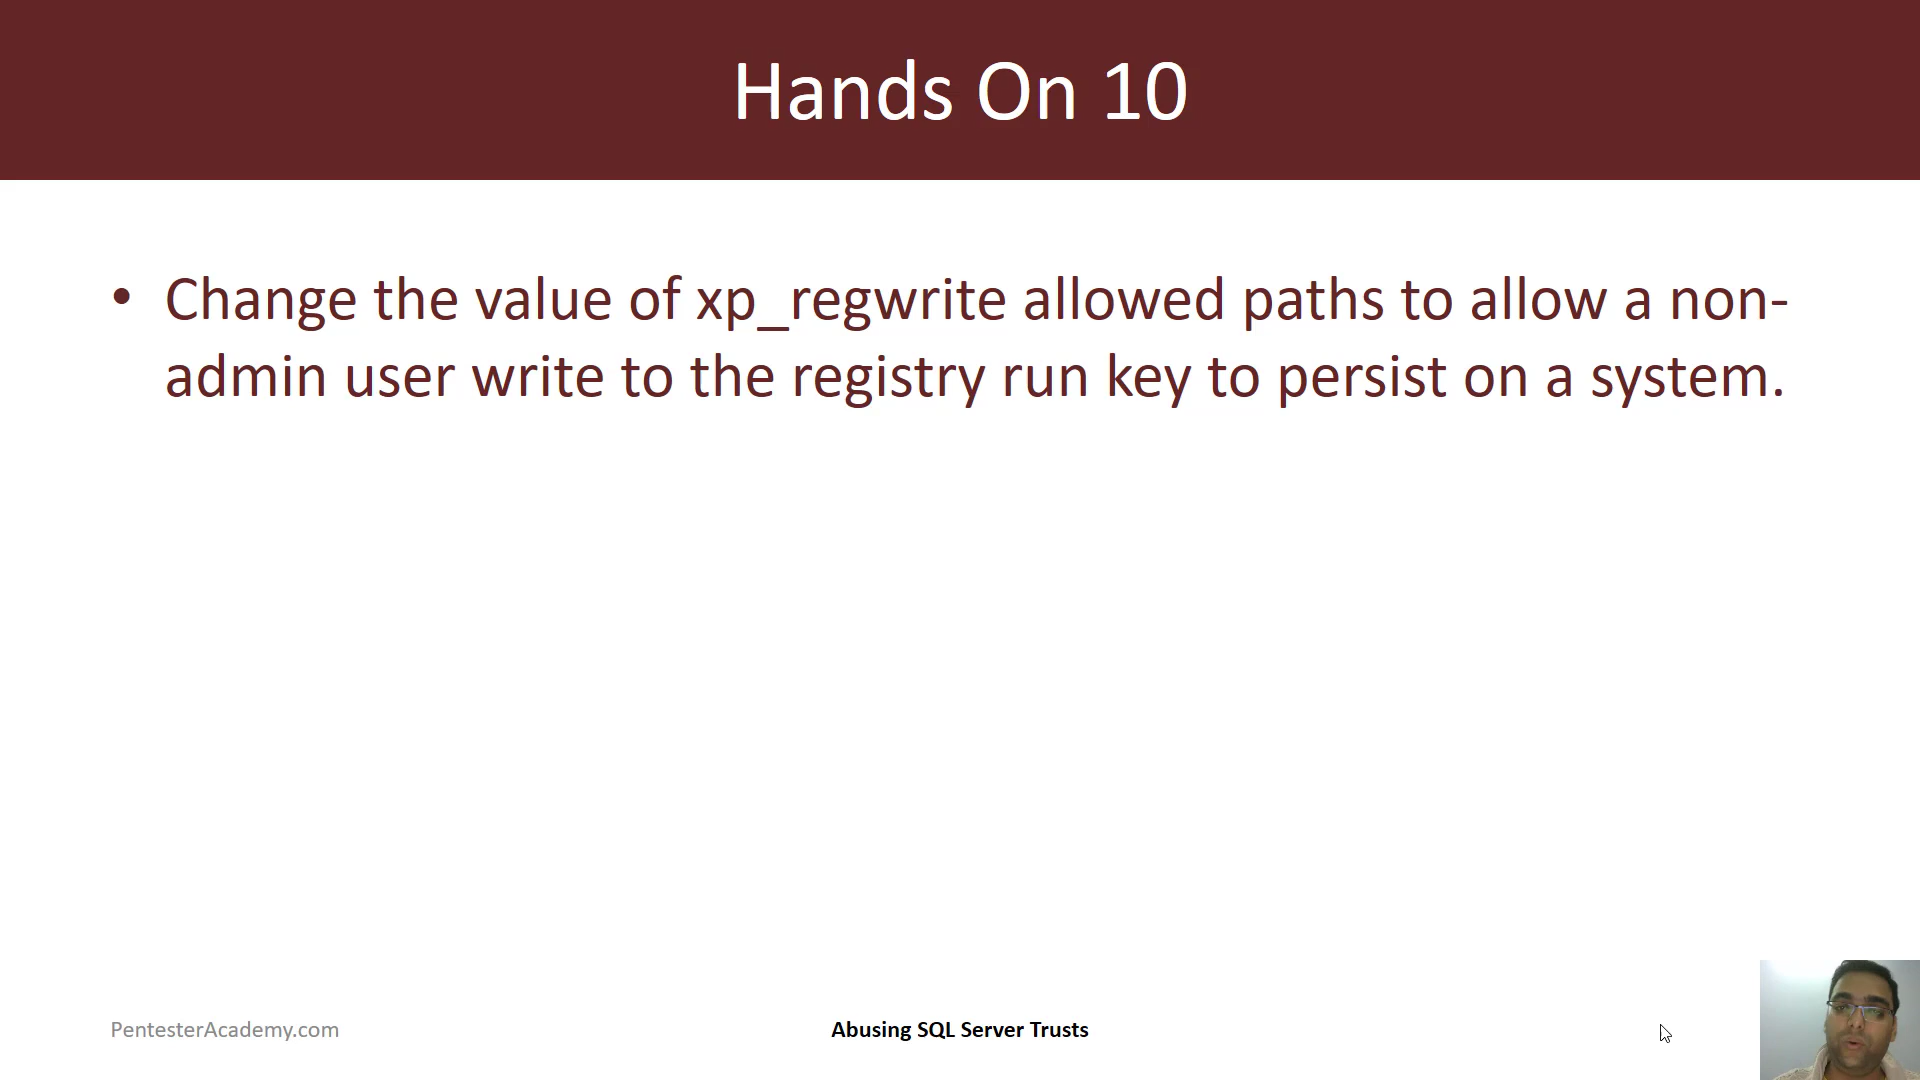 Hands On 10
• Change the value of xp_regwrite allowed paths to allow a non-
admin user write to the registry run key to persist on a system.
PentesterAcademy.com
Abusing SQL Server Trusts